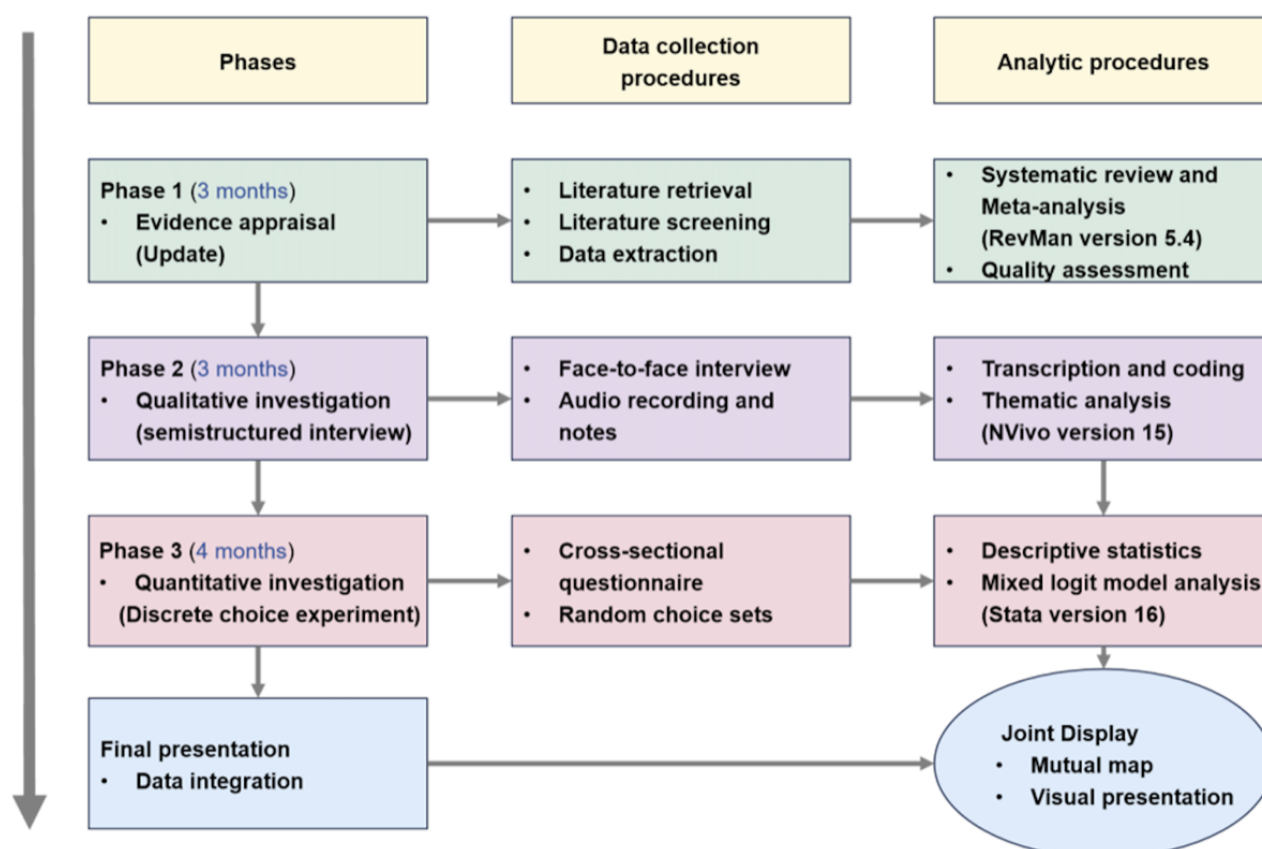 Phases
Data collection
procedures
Analytic procedures
Phase 1 (3 months)
• Evidence appraisal
(Update)
• Literature retrieval
• Literature screening
• Data extraction
• Systematic review and
Meta-analysis
(RevMan version 5.4)
• Quality assessment
Phase 2 (3 months)
• Qualitative investigation
(semistructured interview)
• Face-to-face interview
• Audio recording and
notes
• Transcription and coding
• Thematic analysis
(NVivo version 15)
Phase 3 (4 months)
• Quantitative investigation
(Discrete choice experiment)
• Cross-sectional
questionnaire
• Random choice sets
• Descriptive statistics
• Mixed logit model analysis
(Stata version 16)
Final presentation
• Data integration
Joint Display
• Mutual map
• Visual presentation